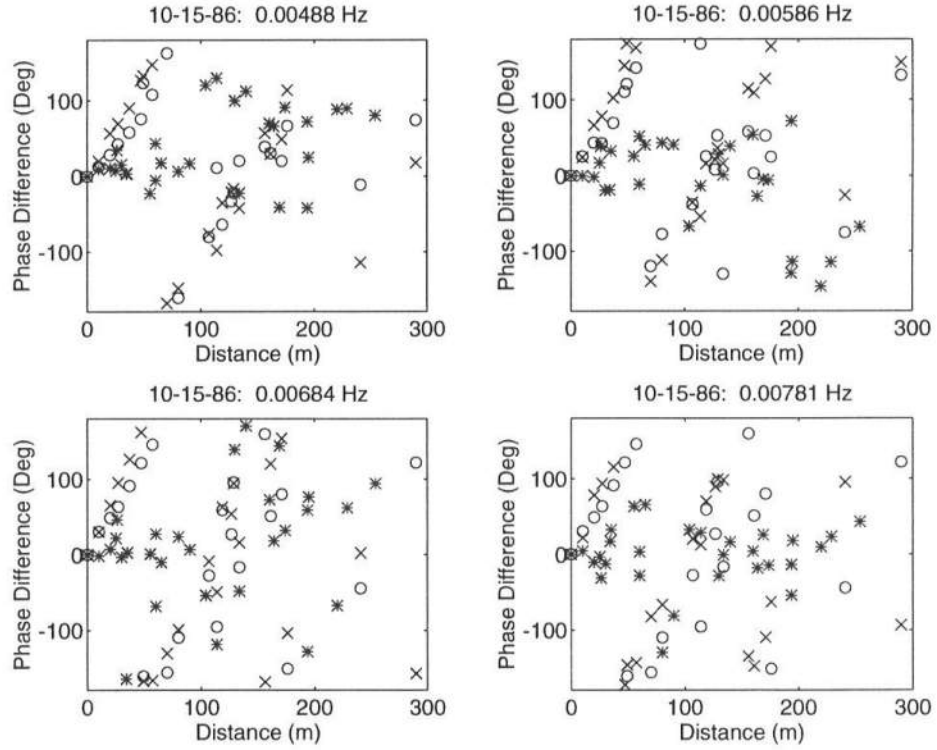 10-15-86: 0.00488 Hz
Phase Difference (Deg)
100
0
-100
0
100
200
300
Distance (m)
10-15-86: 0.00586 Hz
Phase Difference (Deg)
100
0
-100
0
100
200
300
Distance (m)
10-15-86: 0.00684 Hz
Phase Difference (Deg)
100
0
-100
0
100
200
300
Distance (m)
10-15-86: 0.00781 Hz
Phase Difference (Deg)
100
0
-100
0
100
200
300
Distance (m)